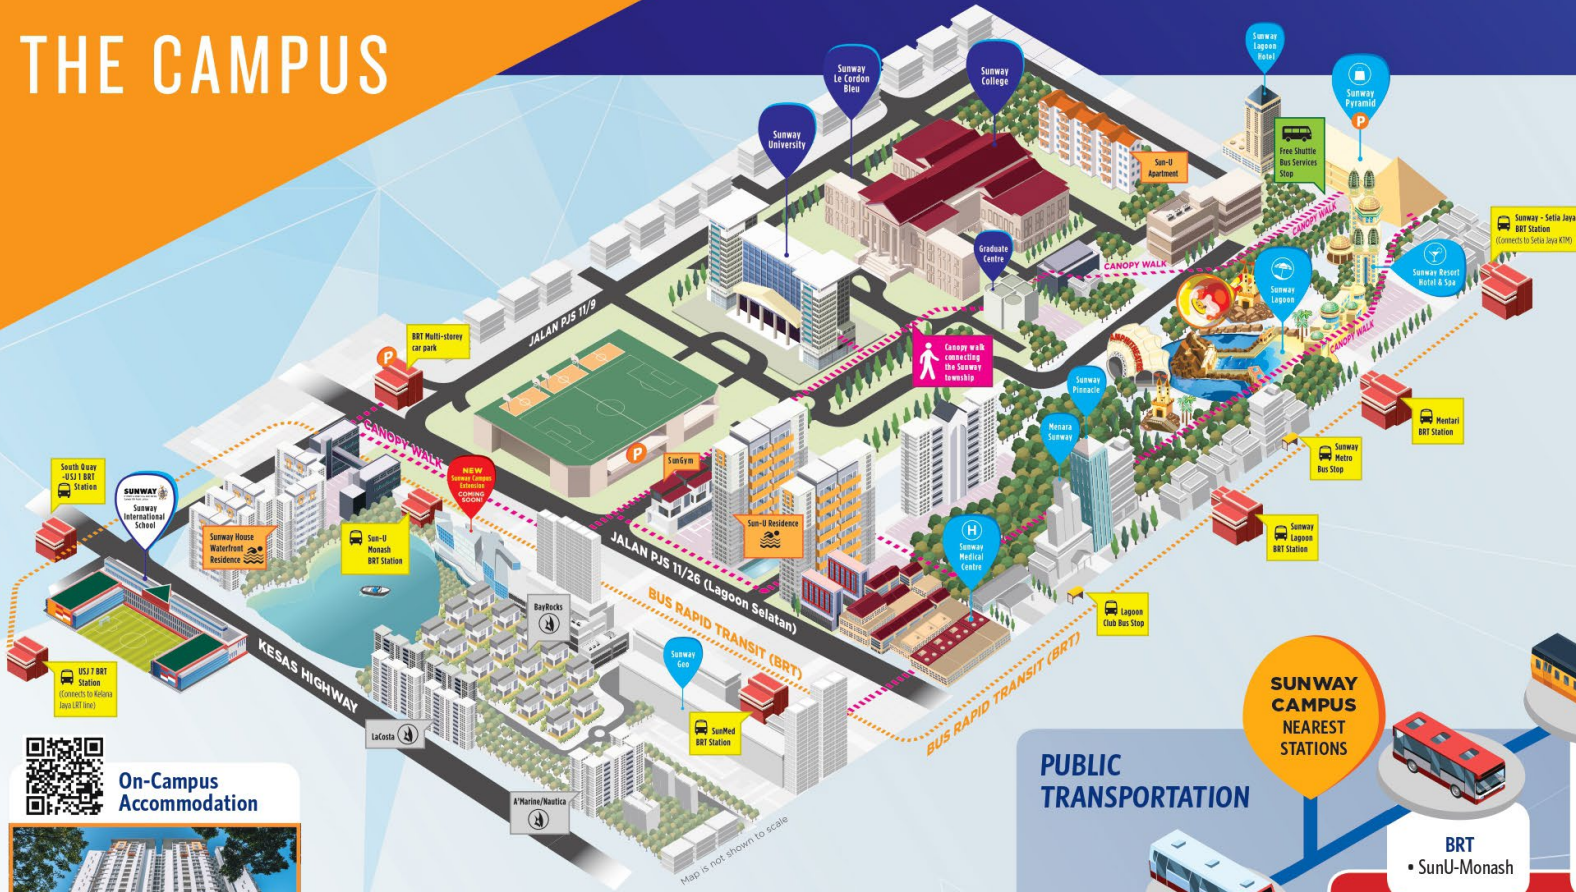 THE CAMPUS
Sunway
Lagoon
Hotel
Sunway
Le Cordon
Bleu
Sunway
College
Sunway
Pyramid
P
Sunway
University
Free Shuttle
Bus Services
Stop
Sun-U
Apartment
CANOPY WALK
Sunway - Setia Jaya
BRT Station
(Connects to Setia Jaya KTM)
Graduate
Centre
CANOPY WALK
Sunway
Lagoon
Sunway Resort
Hotel & Spa
JALAN PJS 11/9
BRT Multi-storey
car park
P
CANOPY WALK
Canopy walk
connecting
the Sunway
township
Sunway
Pinnacle
Menara
Sunway
Mentari
BRT Station
CANOPY WALK
P
SunGym
Sunway
Metro
Bus Stop
South Quay
-USJ 1 BRT
Station
SUNWAY
Sunway
International
School
NEW
Sunway Campus
Extension
COMING
SOON!
Sunway House
Waterfront
Residence
Sun-U
Monash
BRT Station
Sun-U Residence
H
Sunway
Medical
Centre
Sunway
Lagoon
BRT Station
JALAN PJS 11/26 (Lagoon Selatan)
BUS RAPID TRANSIT (BRT)
BayRocks
Lagoon
Club Bus Stop
KESAS HIGHWAY
Sunway
Geo
USJ 7 BRT
Station
(Connects to Kelana
Jaya LRT line)
LaCosta
SunMed
BRT Station
BUS RAPID TRANSIT (BRT)
A'Marine/Nautica
Map is not shown to scale
On-Campus
Accommodation
PUBLIC
TRANSPORTATION
SUNWAY
CAMPUS
NEAREST
STATIONS
BRT
• SunU-Monash